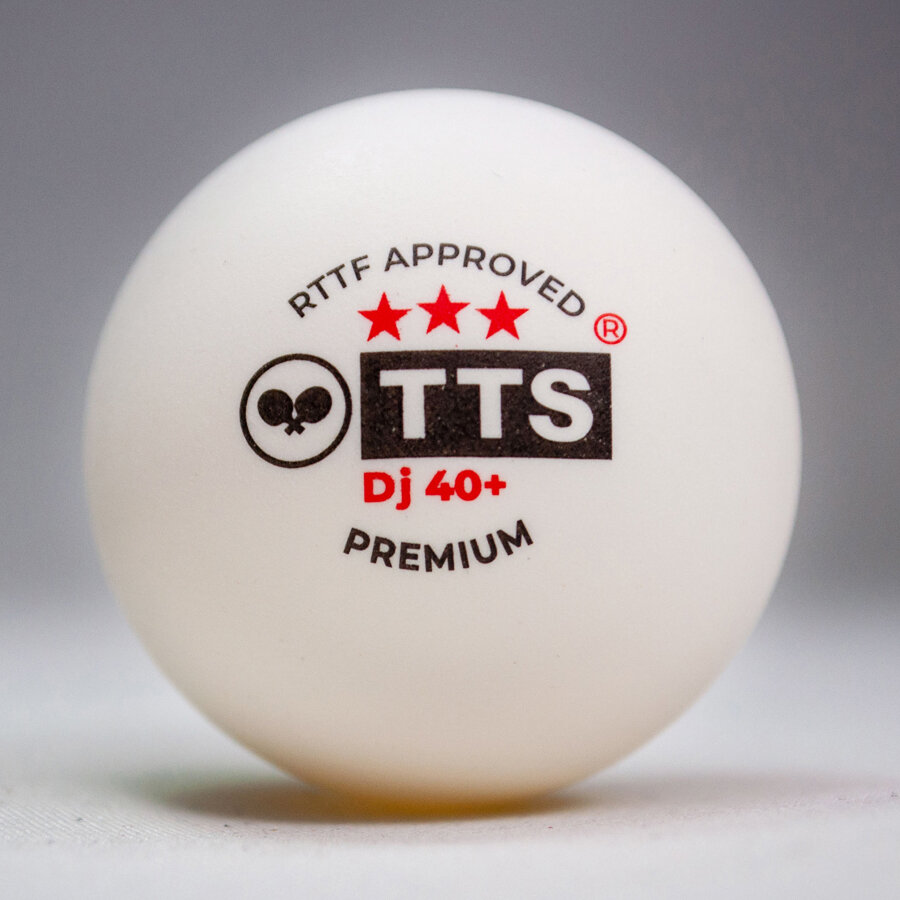 RTTF APPROVED
®
TTS
Dj 40+
PREMIUM